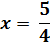 x = 5/4